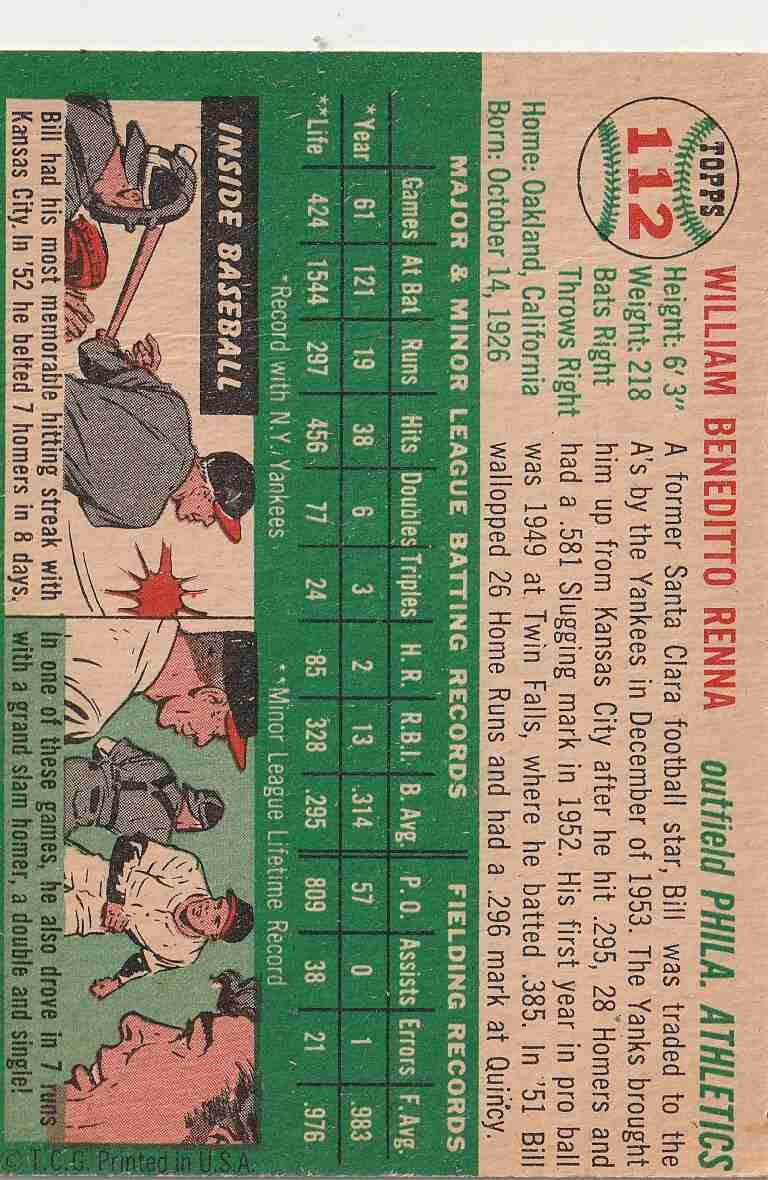 TOPPS
112
WILLIAM BENEDITTO RENNA
outfield PHILA. ATHLETICS
Height: 6' 3"
Weight: 218
Bats Right
Throws Right
Home: Oakland, California
Born: October 14, 1926
A former Santa Clara football star, Bill was traded to the
A's by the Yankees in December of 1953. The Yanks brought
him up from Kansas City after he hit .295, 28 Homers and
had a .581 Slugging mark in 1952. His first year in pro ball
was 1949 at Twin Falls, where he batted .385. In '51 Bill
wallopped 26 Home Runs and had a .296 mark at Quincy.
MAJOR & MINOR LEAGUE BATTING RECORDS FIELDING RECORDS
Games At Bat Runs Hits Doubles Triples H.R. R.B.I. B. Avg. P. O. Assists Errors F. Avg.
*Year 61 121 19 38 6 3 2 13 .314 57 0 1 .983
**Life 424 1544 297 456 77 24 85 328 .295 809 38 21 .976
*Record with N.Y. Yankees **Minor League Lifetime Record
INSIDE BASEBALL
Bill had his most memorable hitting streak with
Kansas City. In '52 he belted 7 homers in 8 days.
In one of these games, he also drove in 7 runs
with a grand slam homer, a double and single!
© T.C.G. Printed in U.S.A.